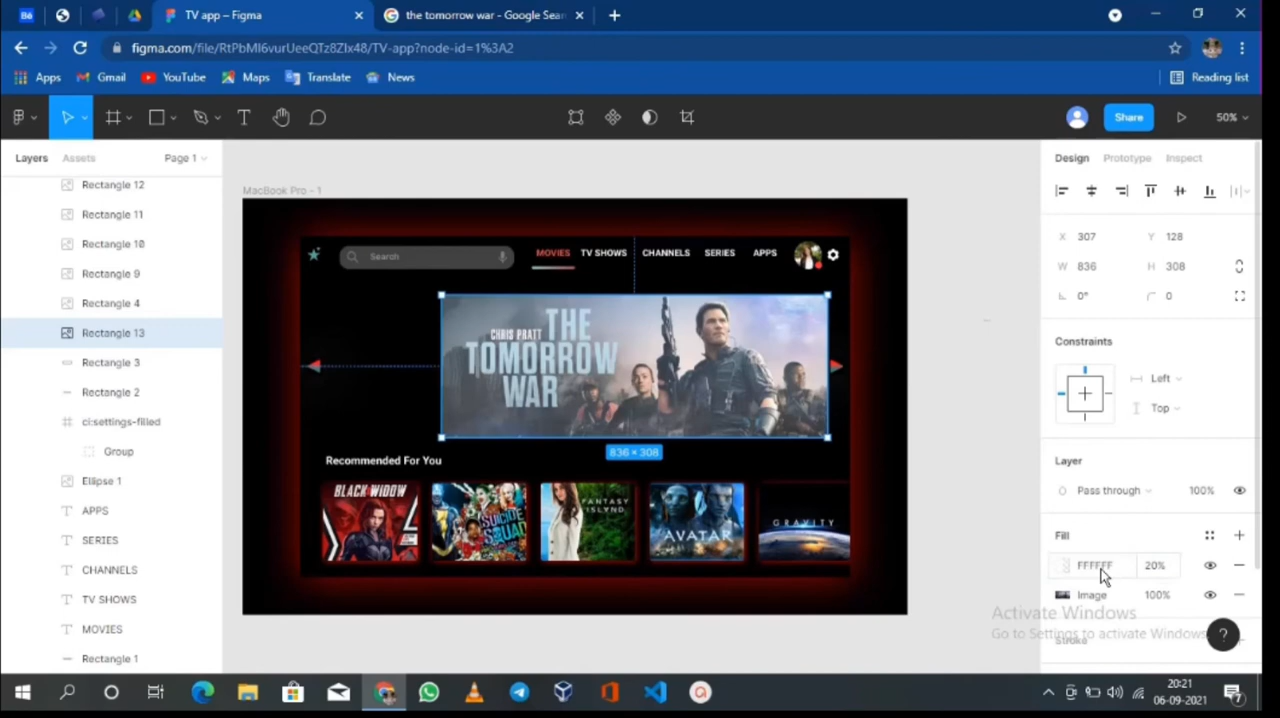 Bē
TV app – Figma
the tomorrow war - Google Sear
figma.com/file/RtPbMl6vurUeeQTz8Zlx48/TV-app?node-id=1%3A2
Apps
Gmail
YouTube
Maps
Translate
News
Reading list
Share
50%
Layers
Assets
Page 1
Rectangle 12
Rectangle 11
Rectangle 10
Rectangle 9
Rectangle 4
Rectangle 13
Rectangle 3
Rectangle 2
ci:settings-filled
Group
Ellipse 1
APPS
SERIES
CHANNELS
TV SHOWS
MOVIES
Rectangle 1
MacBook Pro - 1
Search
MOVIES
TV SHOWS
CHANNELS
SERIES
APPS
CHRIS PRATT THE
TOMORROW
WAR
836 × 308
Recommended For You
BLACK WIDOW
SUICIDE
SQUAD
FANTASY
ISLAND
AVATAR
GRAVITY
Design
Prototype
Inspect
X 307
Y 128
W 836
H 308
0°
0
Constraints
Left
Top
Layer
Pass through
100%
Fill
FFFFFF
20%
Image
100%
Activate Windows
Go to Settings to activate Windows.
Stroke
?
20:21
06-09-2021
7